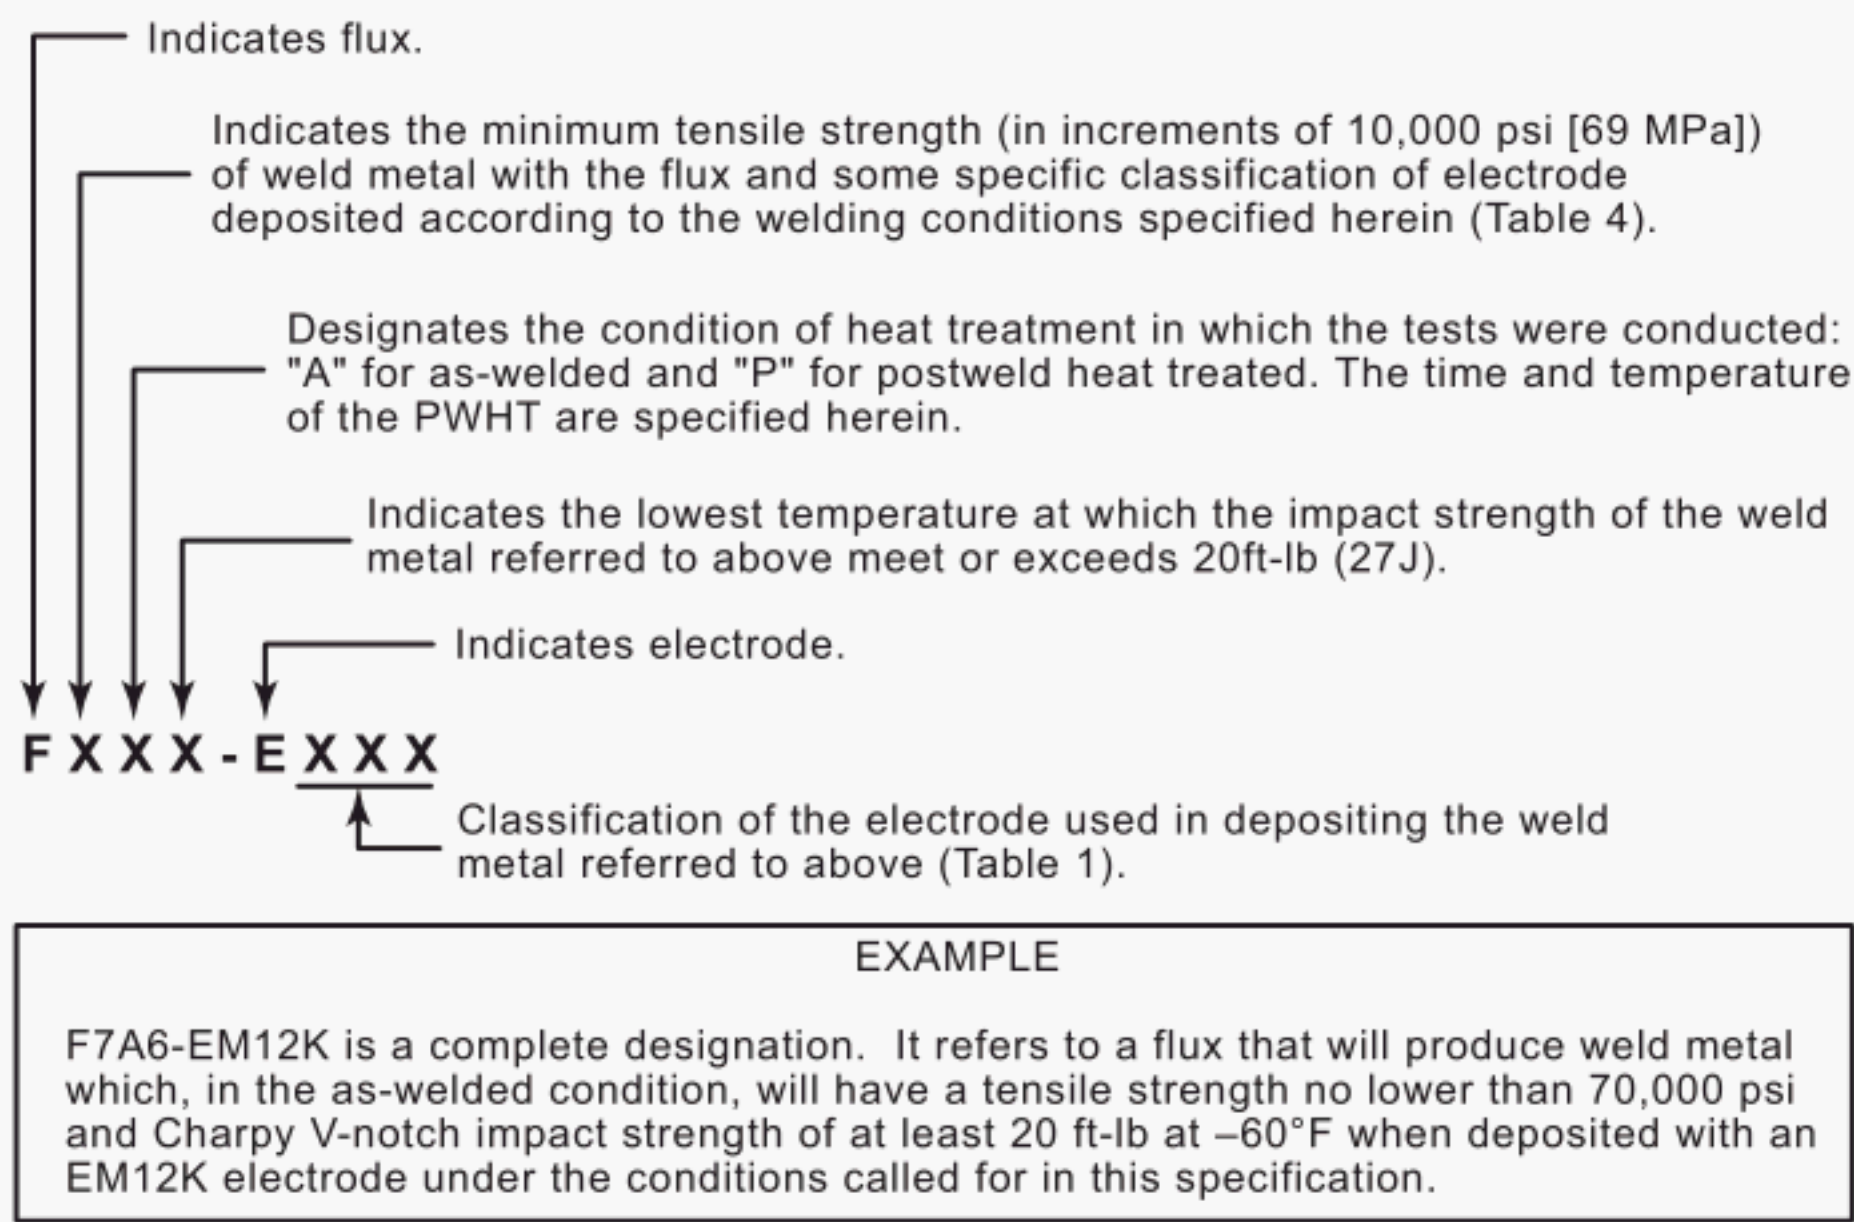 Indicates flux.
Indicates the minimum tensile strength (in increments of 10,000 psi [69 MPa])
of weld metal with the flux and some specific classification of electrode
deposited according to the welding conditions specified herein (Table 4).
Designates the condition of heat treatment in which the tests were conducted:
"A" for as-welded and "P" for postweld heat treated. The time and temperature
of the PWHT are specified herein.
Indicates the lowest temperature at which the impact strength of the weld
metal referred to above meet or exceeds 20ft-lb (27J).
Indicates electrode.
F X X X - E X X X
Classification of the electrode used in depositing the weld
metal referred to above (Table 1).
EXAMPLE
F7A6-EM12K is a complete designation. It refers to a flux that will produce weld metal
which, in the as-welded condition, will have a tensile strength no lower than 70,000 psi
and Charpy V-notch impact strength of at least 20 ft-lb at –60°F when deposited with an
EM12K electrode under the conditions called for in this specification.